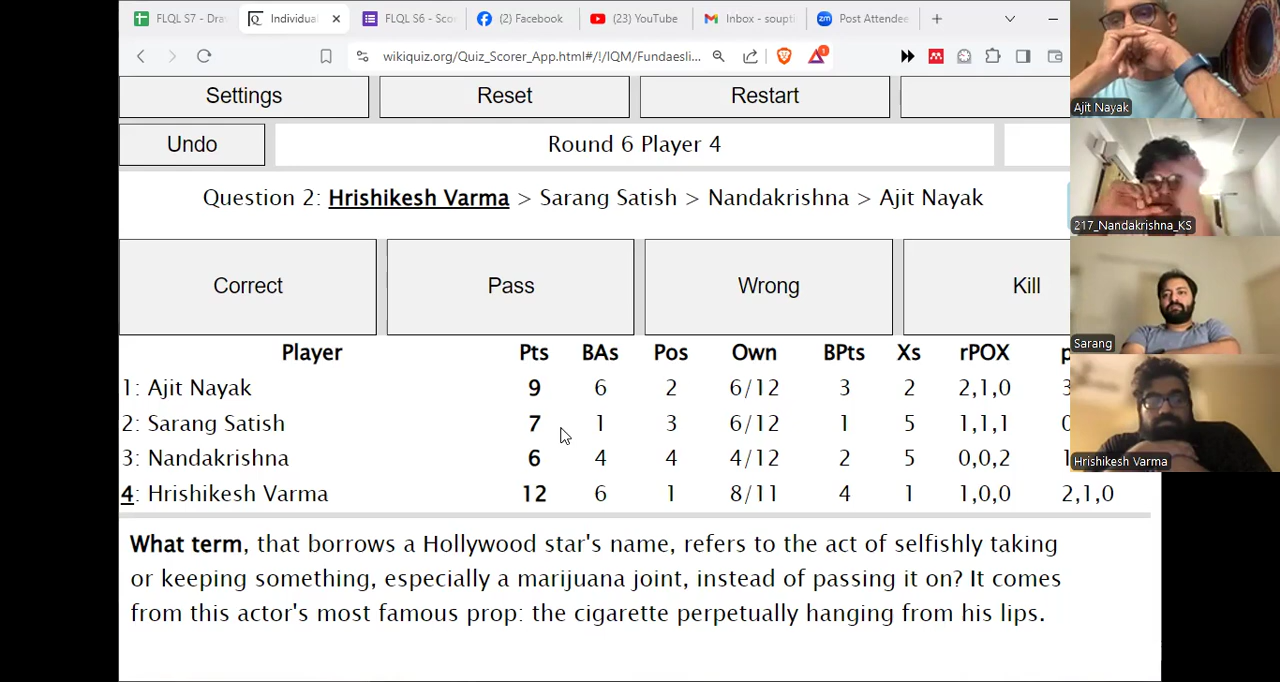 FLQL S7 - Dra
Individual
FLQL S6 - Sco
(2) Facebook
(23) YouTube
Inbox - soupti
Post Attendee
wikiquiz.org/Quiz_Scorer_App.html#/!/IQM/Fundaesli...
Settings
Reset
Restart
Undo
Round 6 Player 4
Question 2: Hrishikesh Varma > Sarang Satish > Nandakrishna > Ajit Nayak
Correct
Pass
Wrong
Kill
Player Pts BAs Pos Own BPts Xs rPOX p
1: Ajit Nayak 9 6 2 6/12 3 2 2,1,0 3
2: Sarang Satish 7 1 3 6/12 1 5 1,1,1 0
3: Nandakrishna 6 4 4 4/12 2 5 0,0,2 1
4: Hrishikesh Varma 12 6 1 8/11 4 1 1,0,0 2,1,0
What term, that borrows a Hollywood star's name, refers to the act of selfishly taking
or keeping something, especially a marijuana joint, instead of passing it on? It comes
from this actor's most famous prop: the cigarette perpetually hanging from his lips.
Ajit Nayak
217_Nandakrishna_KS
Sarang
Hrishikesh Varma